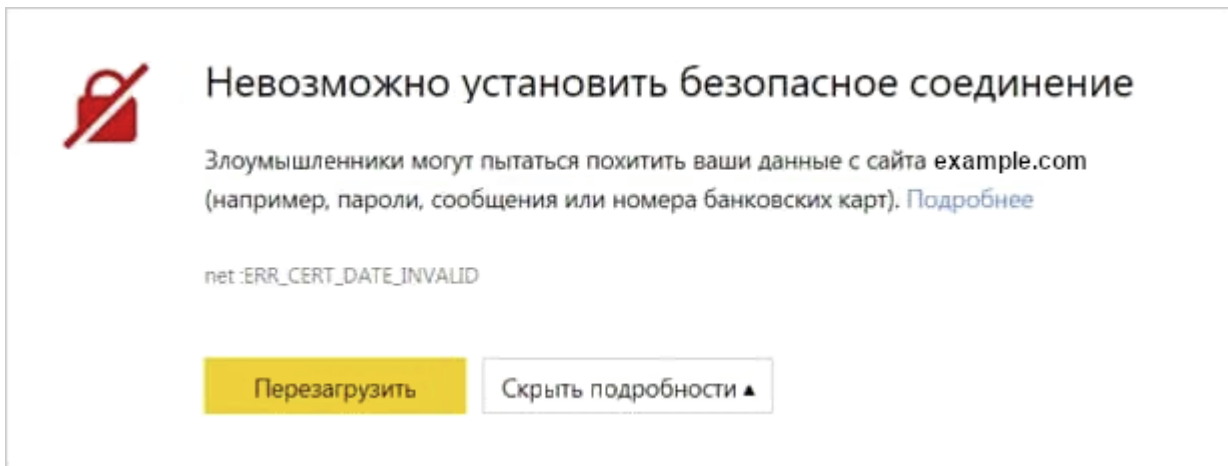 Невозможно установить безопасное соединение
Злоумышленники могут пытаться похитить ваши данные с сайта example.com
(например, пароли, сообщения или номера банковских карт). Подробнее
net :ERR_CERT_DATE_INVALID
Перезагрузить
Скрыть подробности ▲